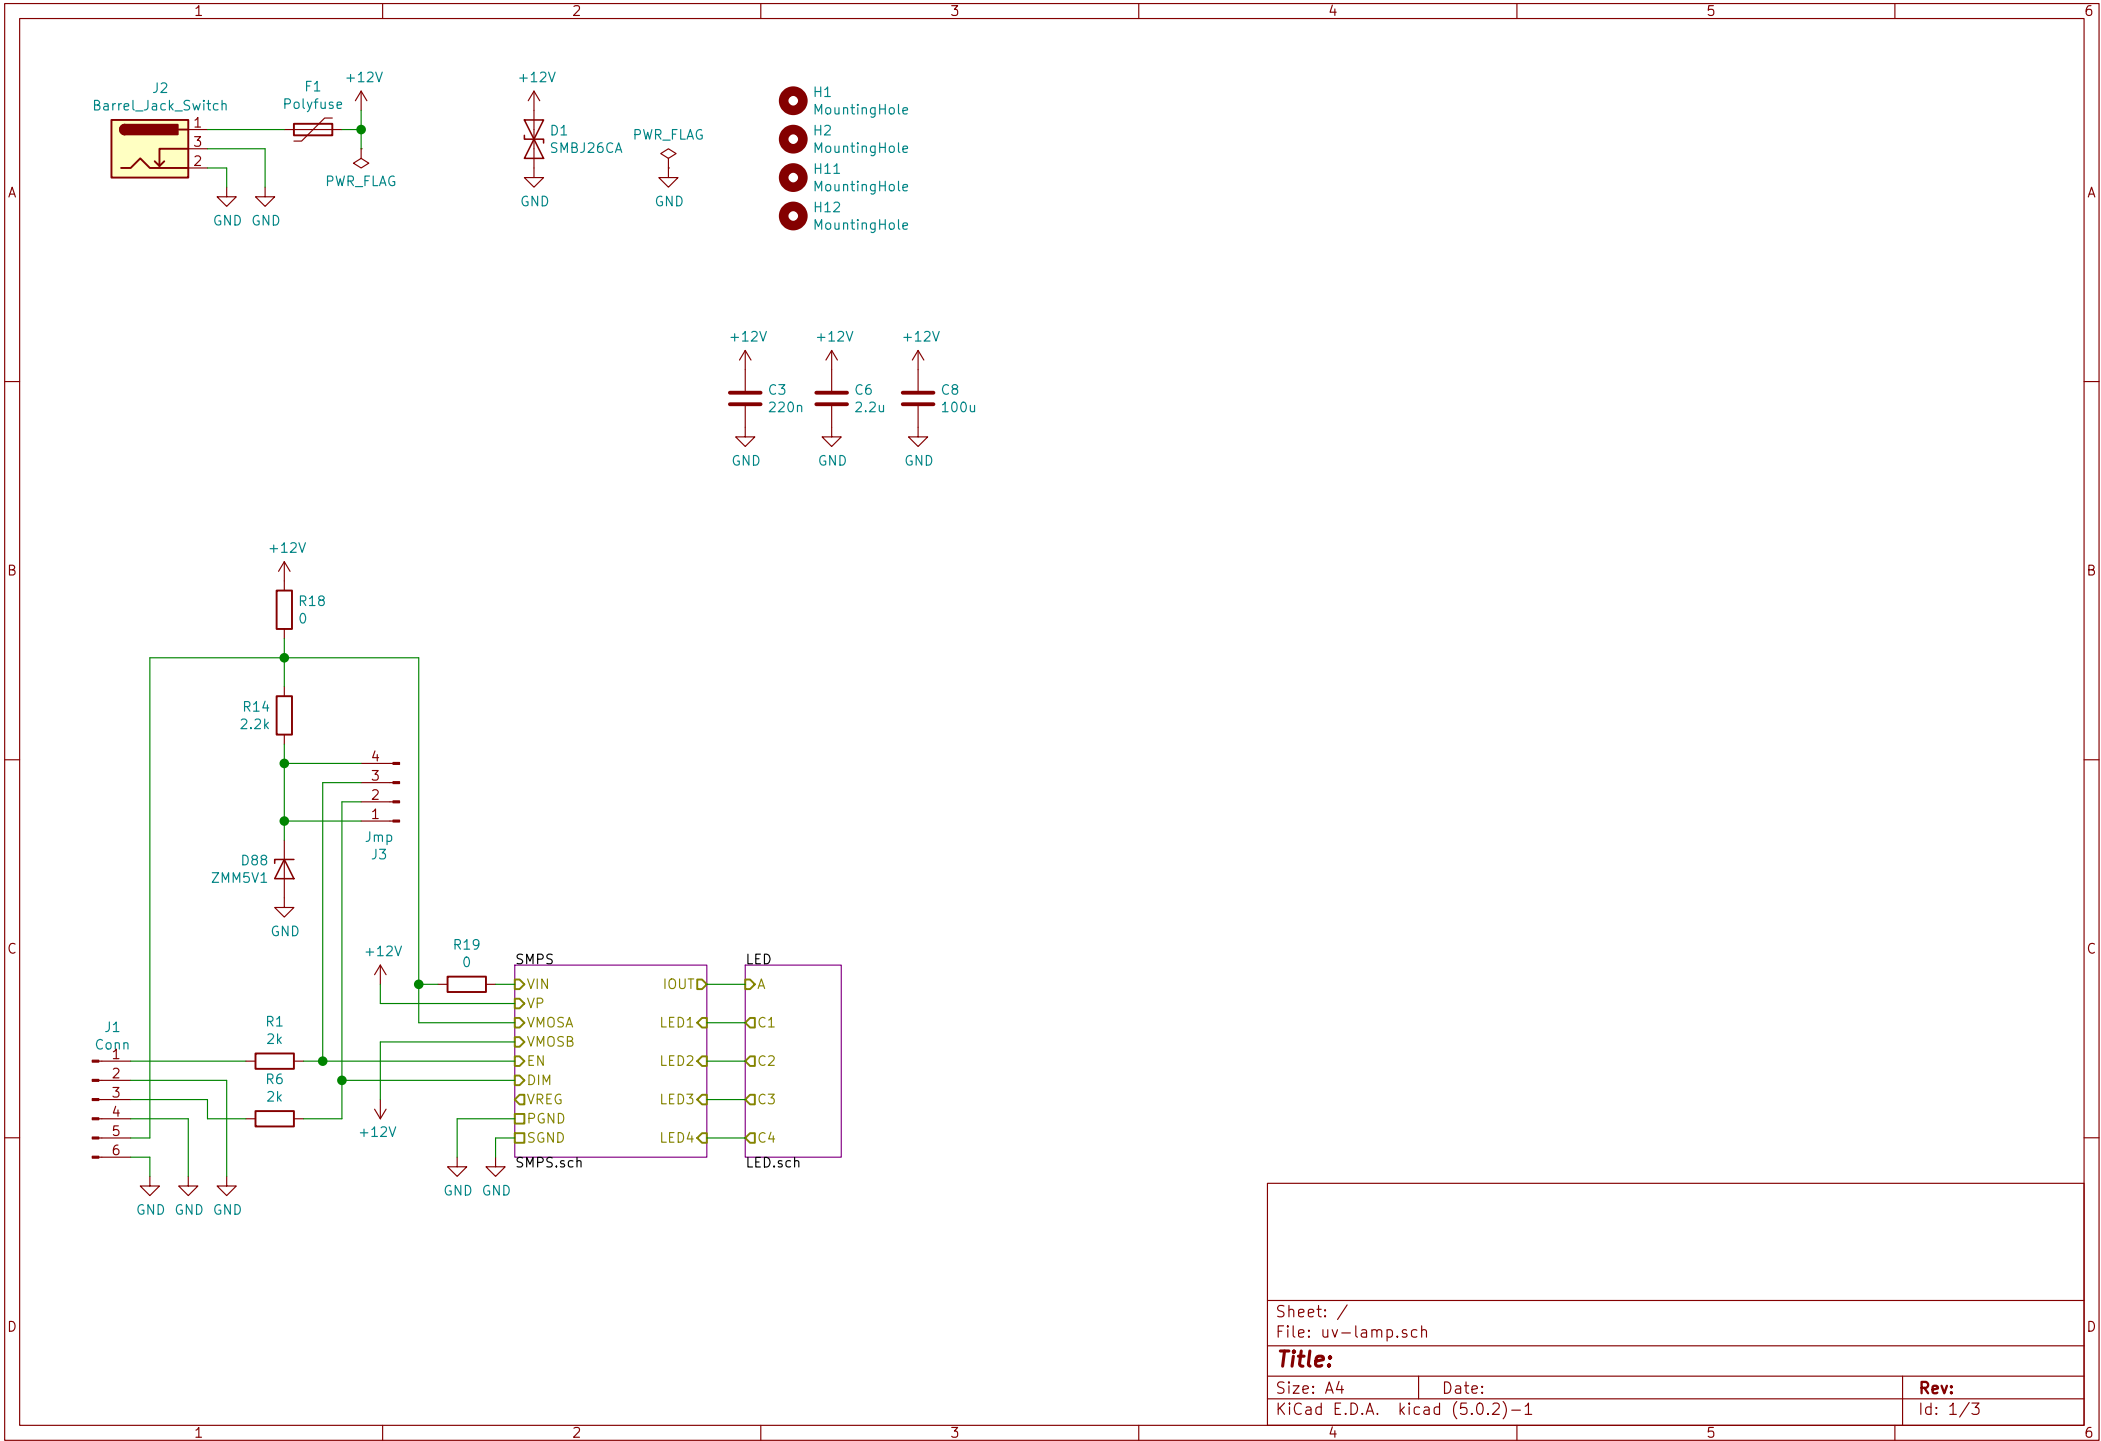 1 2 3 4 5 6
J2
Barrel_Jack_Switch
1
3
2
GND
GND
F1
Polyfuse
+12V
PWR_FLAG
+12V
D1
SMBJ26CA
GND
PWR_FLAG
GND
H1
MountingHole
H2
MountingHole
H11
MountingHole
H12
MountingHole
A
A
+12V
C3
220n
GND
+12V
C6
2.2u
GND
+12V
C8
100u
GND
B
B
+12V
R18
0
R14
2.2k
4
3
2
1
Jmp
J3
D88
ZMM5V1
GND
C
C
+12V
R19
0
SMPS
VIN
VP
VMOSA
VMOSB
EN
DIM
VREG
PGND
SGND
IOUT
LED1
LED2
LED3
LED4
SMPS.sch
LED
A
C1
C2
C3
C4
LED.sch
J1
Conn
1
2
3
4
5
6
R1
2k
R6
2k
+12V
GND
GND
GND
GND
GND
D
D
Sheet: /
File: uv-lamp.sch
Title:
Size: A4
Date:
Rev:
KiCad E.D.A. kicad (5.0.2)-1
Id: 1/3
1 2 3 4 5 6